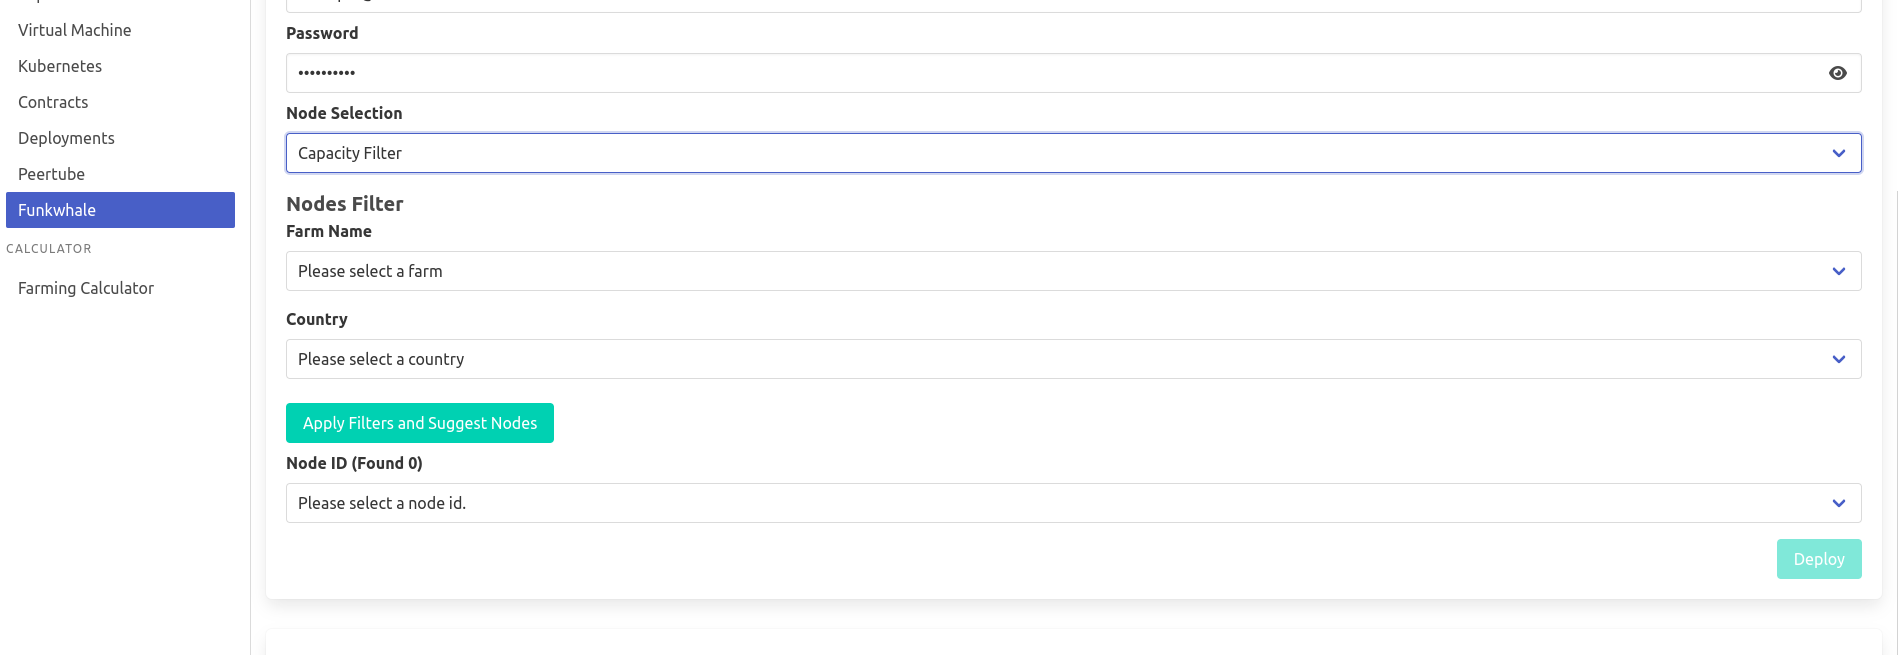 Virtual Machine
Kubernetes
Contracts
Deployments
Peertube
Funkwhale
CALCULATOR
Farming Calculator
Password
••••••••••
Node Selection
Capacity Filter
Nodes Filter
Farm Name
Please select a farm
Country
Please select a country
Apply Filters and Suggest Nodes
Node ID (Found 0)
Please select a node id.
Deploy